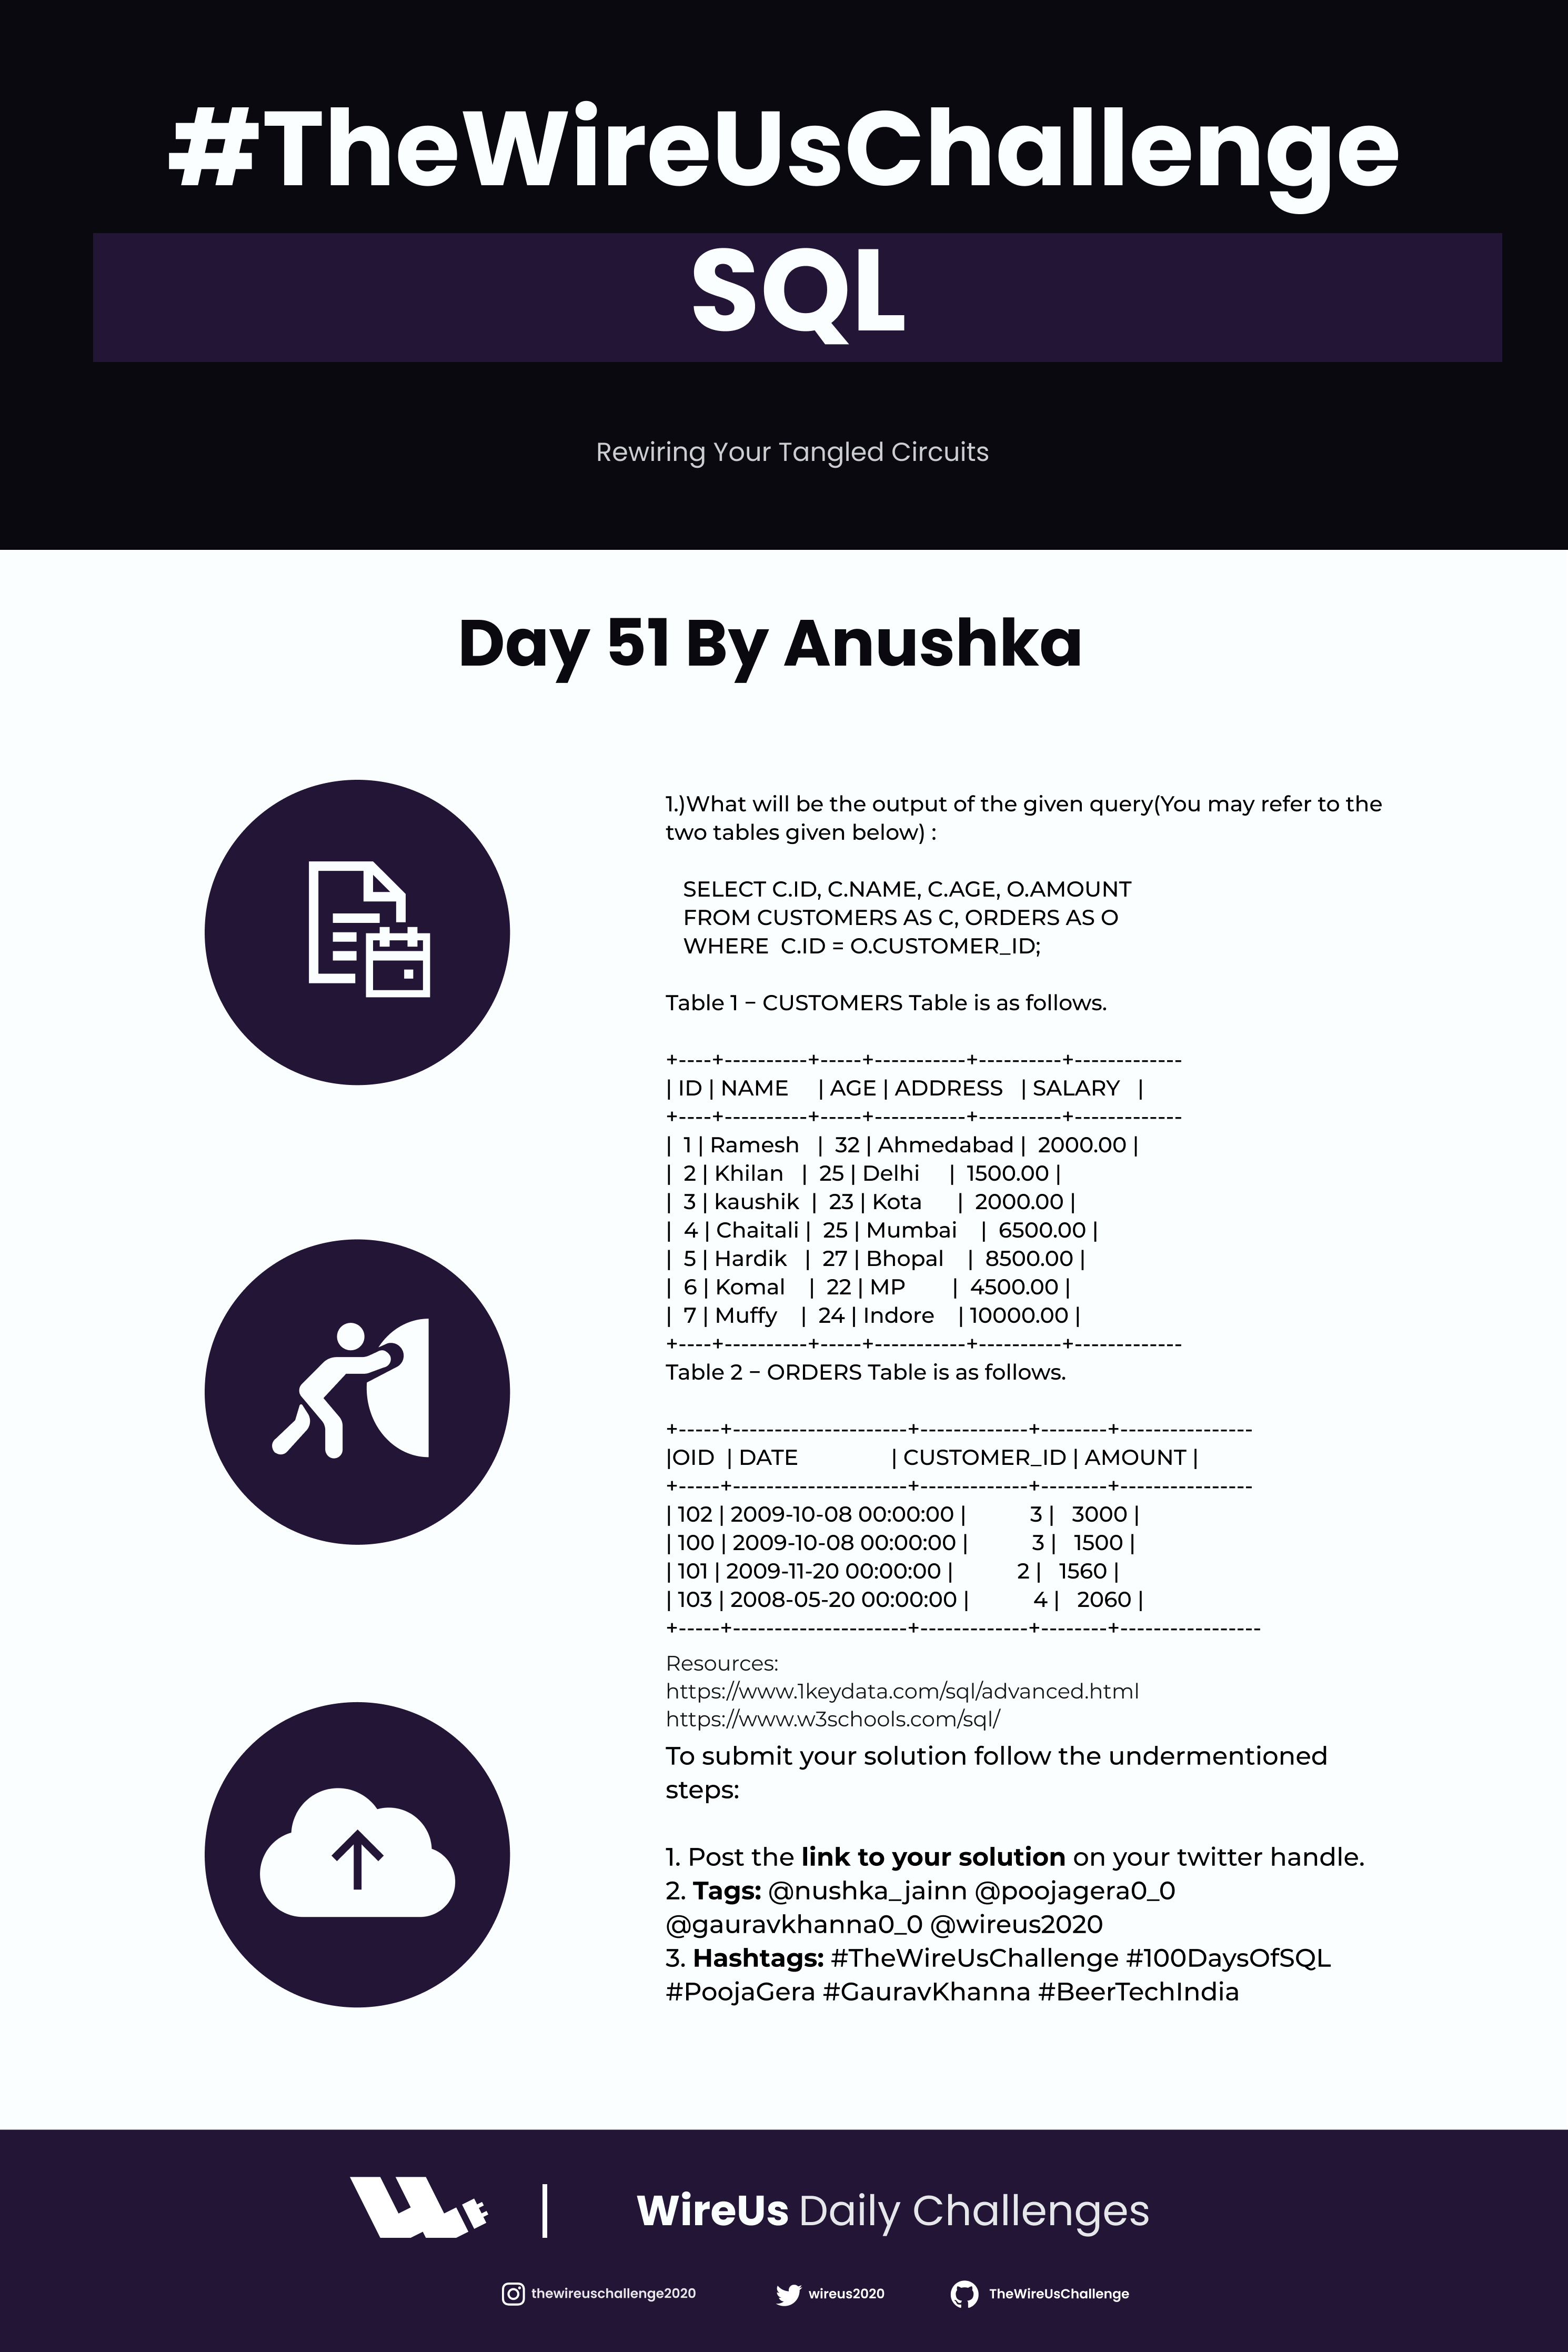 #TheWireUsChallenge
SQL
Rewiring Your Tangled Circuits
Day 51 By Anushka
1.)What will be the output of the given query(You may refer to the
two tables given below) :
SELECT C.ID, C.NAME, C.AGE, O.AMOUNT
FROM CUSTOMERS AS C, ORDERS AS O
WHERE  C.ID = O.CUSTOMER_ID;
Table 1 − CUSTOMERS Table is as follows.
+----+----------+-----+-----------+----------+-------------
| ID | NAME     | AGE | ADDRESS   | SALARY   |
+----+----------+-----+-----------+----------+-------------
|  1 | Ramesh   |  32 | Ahmedabad |  2000.00 |
|  2 | Khilan   |  25 | Delhi     |  1500.00 |
|  3 | kaushik  |  23 | Kota      |  2000.00 |
|  4 | Chaitali |  25 | Mumbai    |  6500.00 |
|  5 | Hardik   |  27 | Bhopal    |  8500.00 |
|  6 | Komal    |  22 | MP        |  4500.00 |
|  7 | Muffy    |  24 | Indore    | 10000.00 |
+----+----------+-----+-----------+----------+-------------
Table 2 − ORDERS Table is as follows.
+-----+---------------------+-------------+--------+----------------
|OID  | DATE                | CUSTOMER_ID | AMOUNT |
+-----+---------------------+-------------+--------+----------------
| 102 | 2009-10-08 00:00:00 |           3 |   3000 |
| 100 | 2009-10-08 00:00:00 |           3 |   1500 |
| 101 | 2009-11-20 00:00:00 |           2 |   1560 |
| 103 | 2008-05-20 00:00:00 |           4 |   2060 |
+-----+---------------------+-------------+--------+-----------------
Resources:
https://www.1keydata.com/sql/advanced.html
https://www.w3schools.com/sql/
To submit your solution follow the undermentioned
steps:
1. Post the link to your solution on your twitter handle.
2. Tags: @nushka_jainn @poojagera0_0
@gauravkhanna0_0 @wireus2020
3. Hashtags: #TheWireUsChallenge #100DaysOfSQL
#PoojaGera #GauravKhanna #BeerTechIndia
WireUs Daily Challenges
thewireuschallenge2020
wireus2020
TheWireUsChallenge